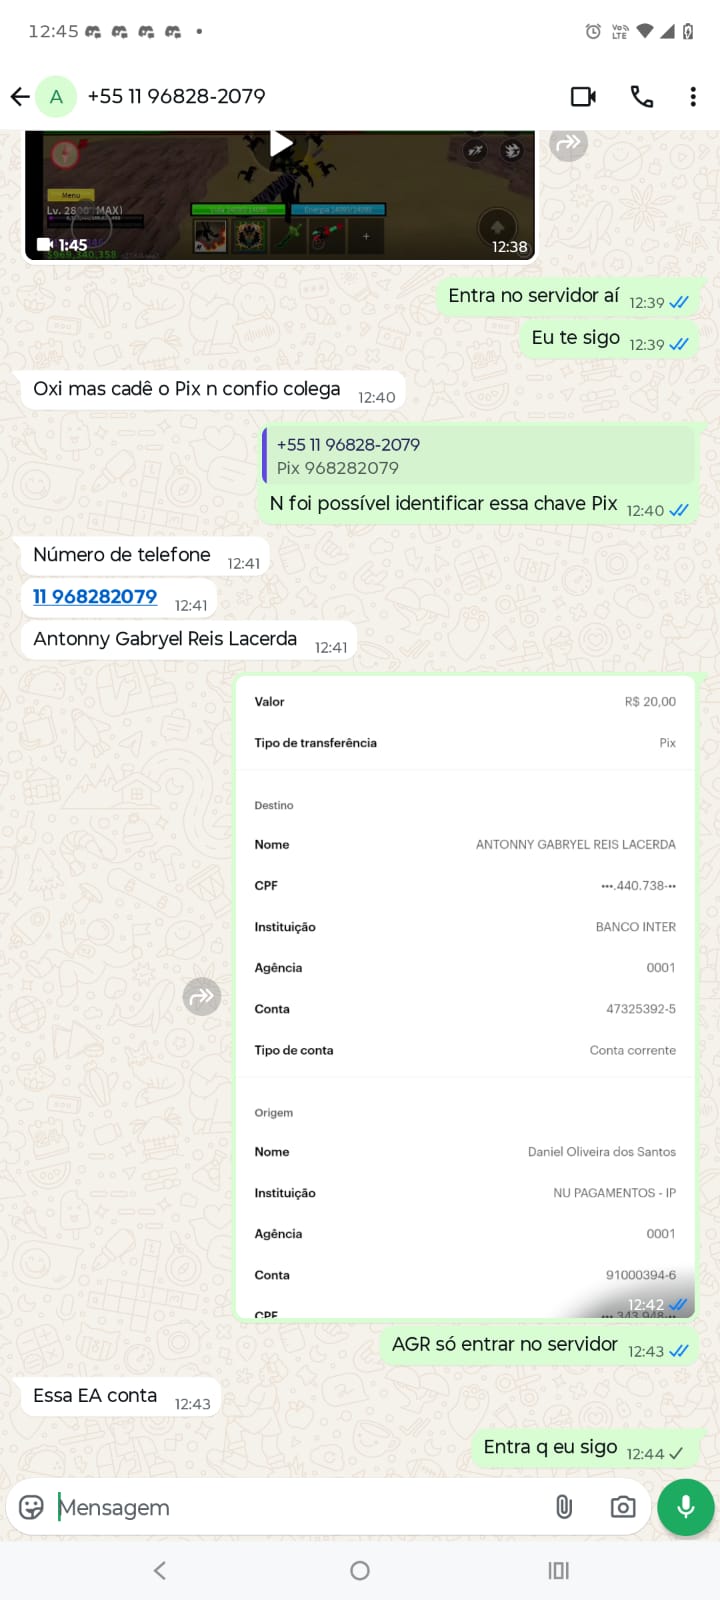 12:45
Vo))
LTE
A
+55 11 96828-2079
Menu
Lv. 2800 (MAX)
1:45
12:38
Entra no servidor aí 12:39
Eu te sigo 12:39
Oxi mas cadê o Pix n confio colega 12:40
+55 11 96828-2079
Pix 968282079
N foi possível identificar essa chave Pix 12:40
Número de telefone 12:41
11 968282079 12:41
Antonny Gabryel Reis Lacerda 12:41
Valor R$ 20,00
Tipo de transferência Pix
Destino
Nome ANTONNY GABRYEL REIS LACERDA
CPF •••.440.738-••
Instituição BANCO INTER
Agência 0001
Conta 47325392-5
Tipo de conta Conta corrente
Origem
Nome Daniel Oliveira dos Santos
Instituição NU PAGAMENTOS - IP
Agência 0001
Conta 91000394-6
CPF •••.343.948-••
12:42
AGR só entrar no servidor 12:43
Essa EA conta 12:43
Entra q eu sigo 12:44
Mensagem